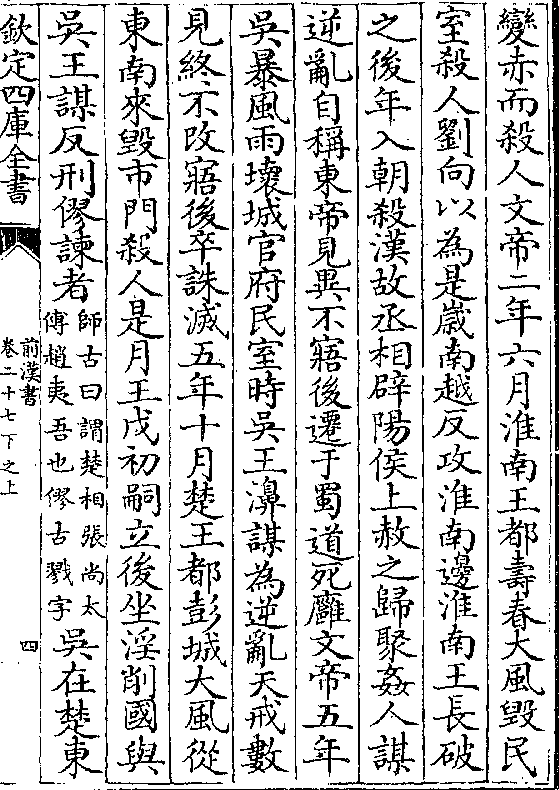 變赤而殺人文帝二年六月淮南王都壽春大風毀民
室殺人劉向以為是嵗南越反攻淮南邊淮南王長破
之後年入朝殺漢故丞相辟陽侯上赦之歸聚姦人謀
逆亂自稱東帝見異不寤後遷于蜀道死廱文帝五年
吳暴風雨壞城官府民室時吳王濞謀為逆亂天戒數
見終不改寤後卒誅滅五年十月楚王都彭城大風從
東南來毀市門殺人是月王戊初嗣立後坐淫削國與
吳王謀反刑僇諫者師古曰謂楚相張尚太
傅趙夷吾也僇古戮字吳在楚東
欽定四庫全書
前漢書
卷二十七下之上
四